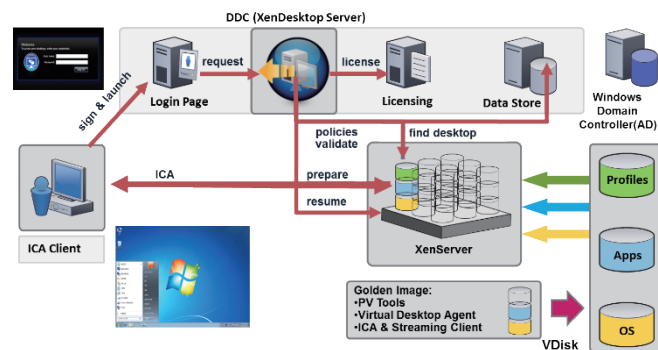 DDC (XenDesktop Server)
Welcome
request
license
Login Page
Licensing
Data Store
Windows
Domain
Controller(AD)
sign & launch
policies
validate
find desktop
ICA
prepare
resume
ICA Client
XenServer
Profiles
Apps
OS
Golden Image:
•PV Tools
•Virtual Desktop Agent
•ICA & Streaming Client
VDisk